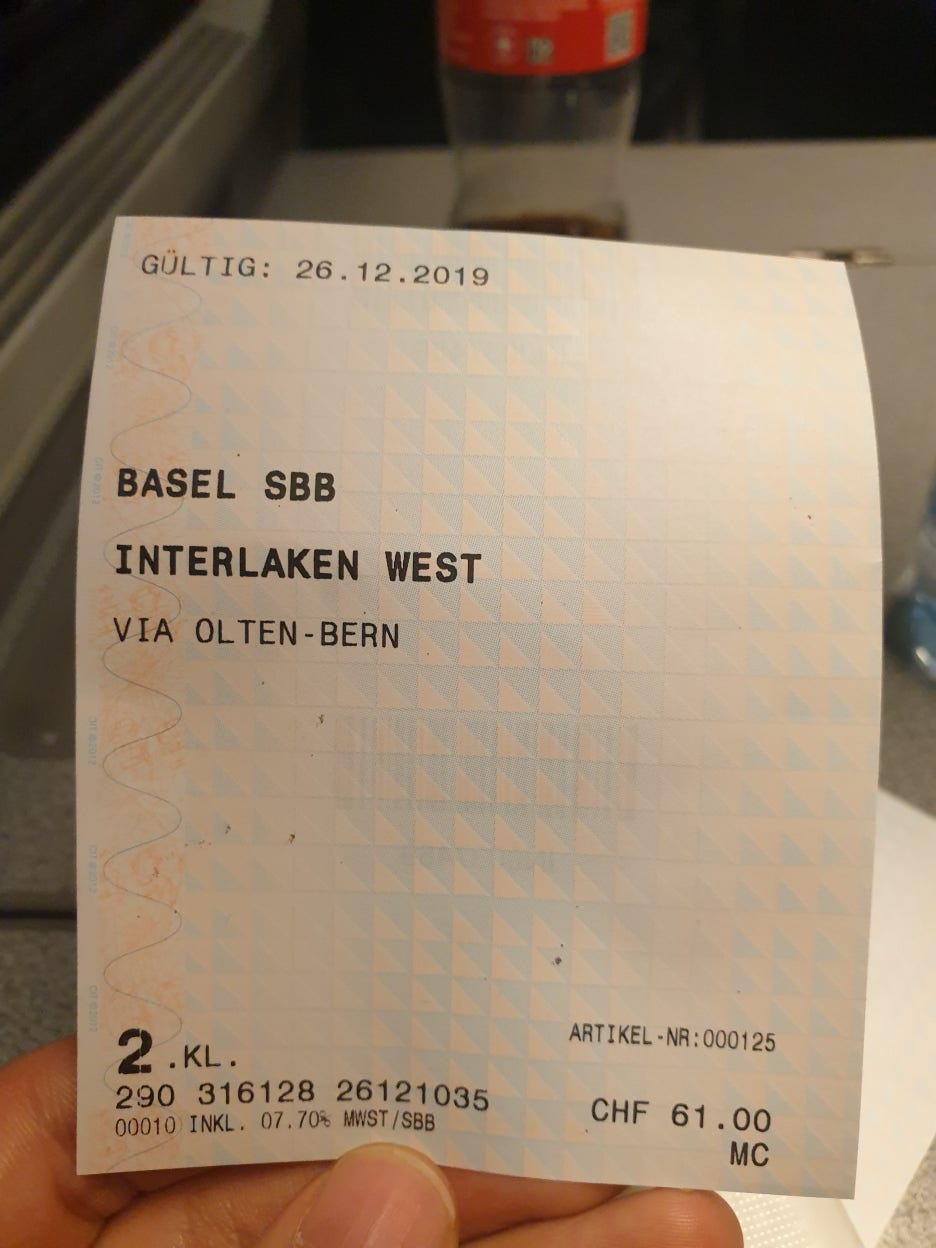 GÜLTIG: 26.12.2019
BASEL SBB
INTERLAKEN WEST
VIA OLTEN-BERN
ARTIKEL-NR:000125
2.KL.
290 316128 26121035
CHF 61.00
00010 INKL. 07.70% MWST/SBB
MC